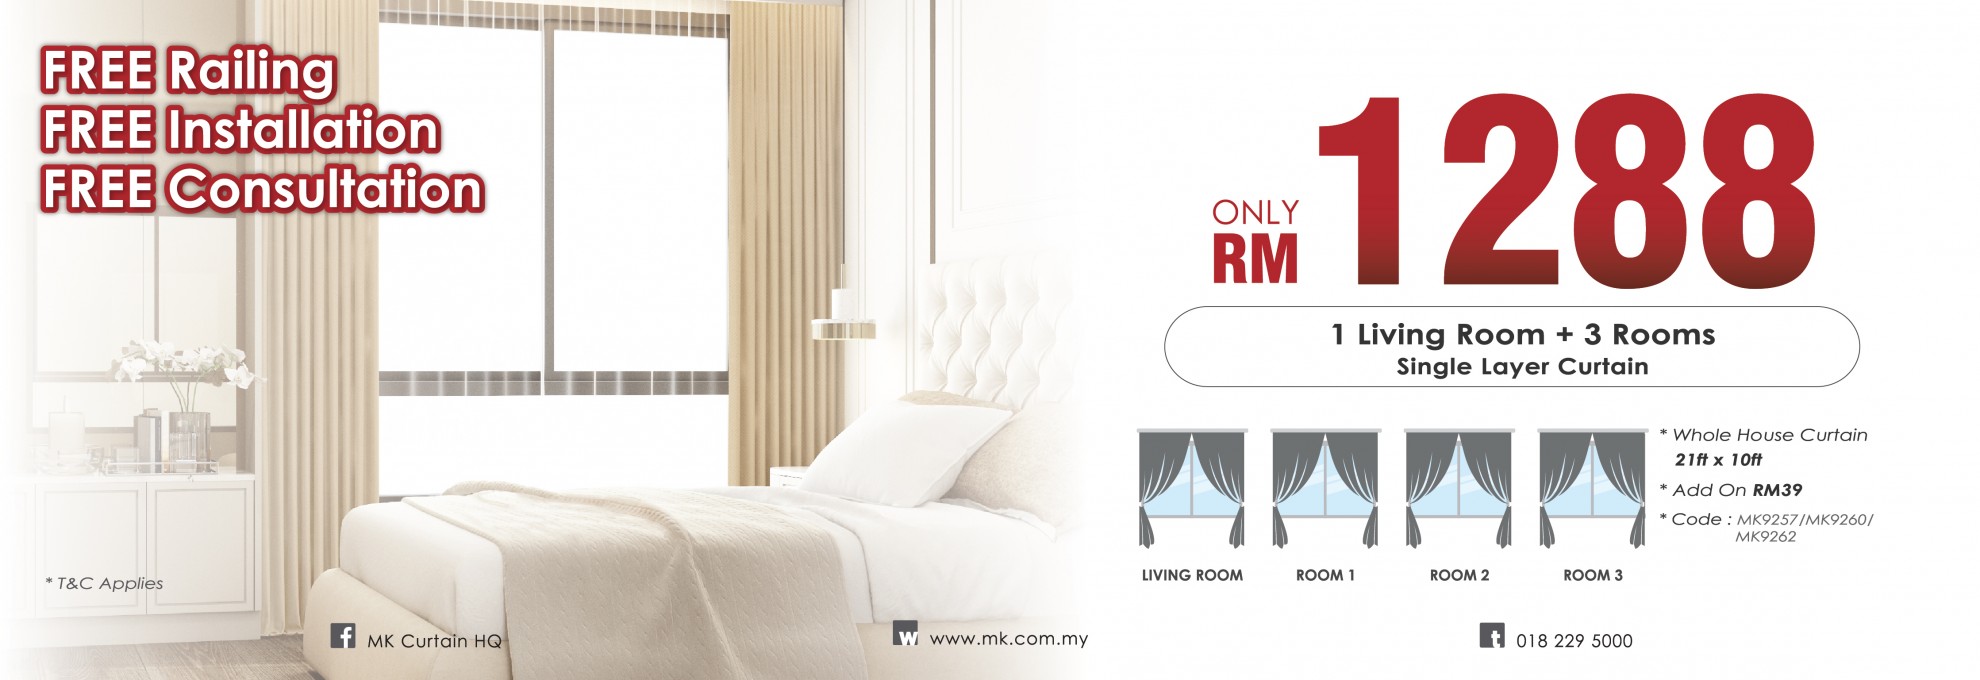 FREE Railing
FREE Installation
FREE Consultation
ONLY
RM 1288
1 Living Room + 3 Rooms
Single Layer Curtain
* Whole House Curtain
21ft x 10ft
* Add On RM39
* Code : MK9257/MK9260/
MK9262
LIVING ROOM
ROOM 1
ROOM 2
ROOM 3
* T&C Applies
f MK Curtain HQ
w www.mk.com.my
t 018 229 5000